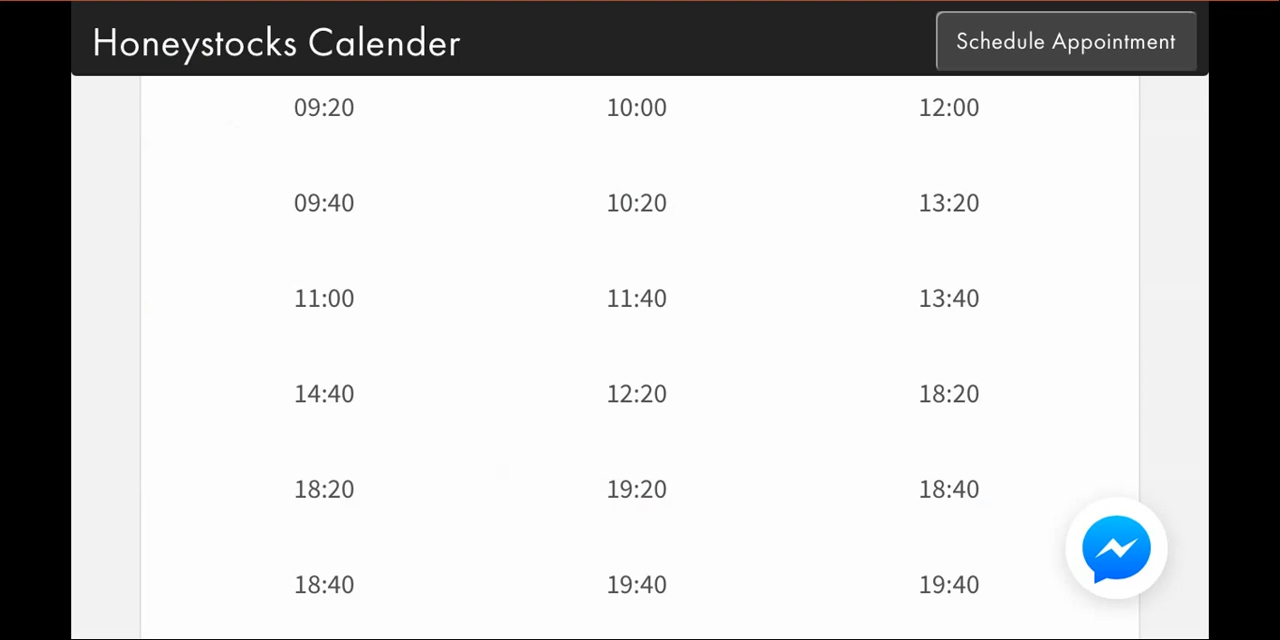 Honeystocks Calender
Schedule Appointment
09:20 10:00 12:00
09:40 10:20 13:20
11:00 11:40 13:40
14:40 12:20 18:20
18:20 19:20 18:40
18:40 19:40 19:40